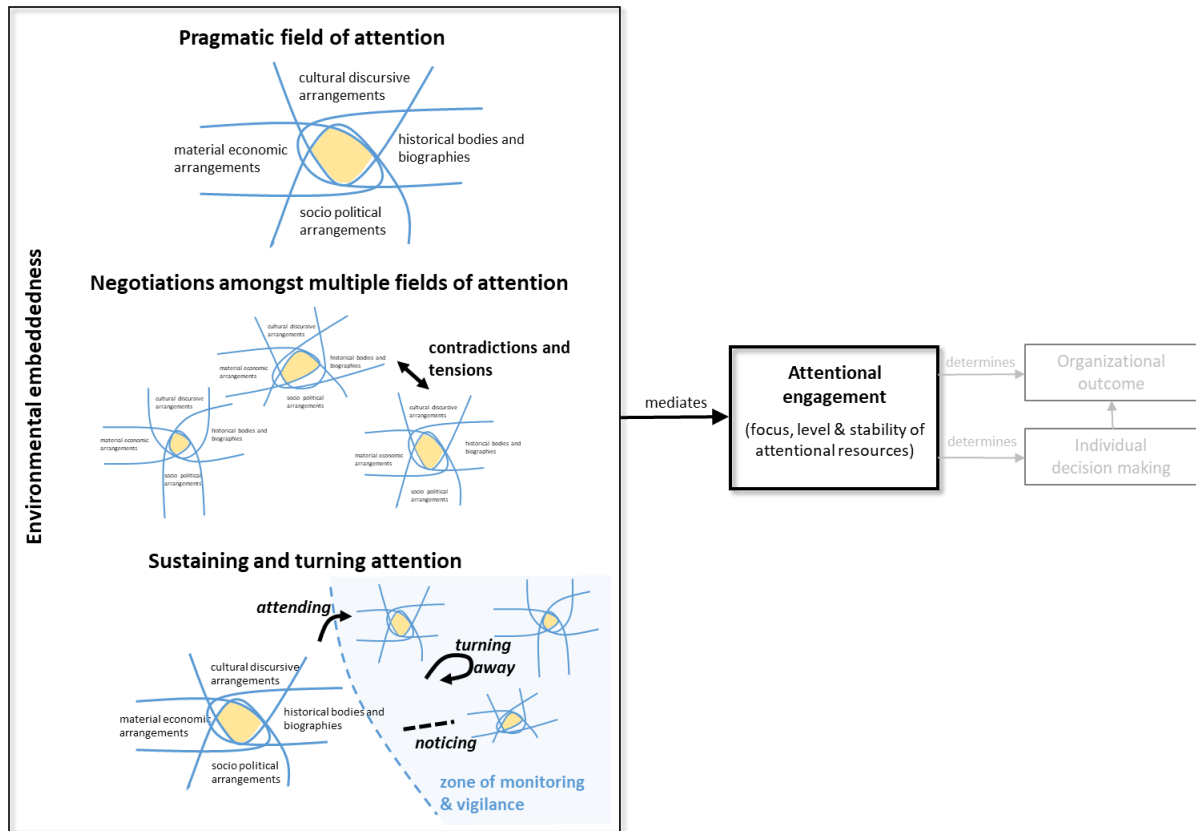 Pragmatic field of attention
cultural discursive
arrangements
material economic
arrangements
historical bodies and
biographies
socio political
arrangements
Environmental embeddedness
Negotiations amongst multiple fields of attention
cultural discursive
arrangements
material economic
arrangements
historical bodies and
biographies
socio political arrangements
contradictions and
tensions
cultural discursive
arrangements
material economic
arrangements
historical bodies and
biographies
socio political
arrangements
cultural discursive
arrangements
material economic
arrangements
historical bodies and
biographies
socio political
arrangements
Sustaining and turning attention
attending
turning
away
noticing
cultural discursive
arrangements
material economic
arrangements
historical bodies and
biographies
socio political
arrangements
zone of monitoring
& vigilance
mediates
Attentional
engagement
(focus, level & stability of
attentional resources)
determines
Organizational
outcome
determines
Individual
decision making